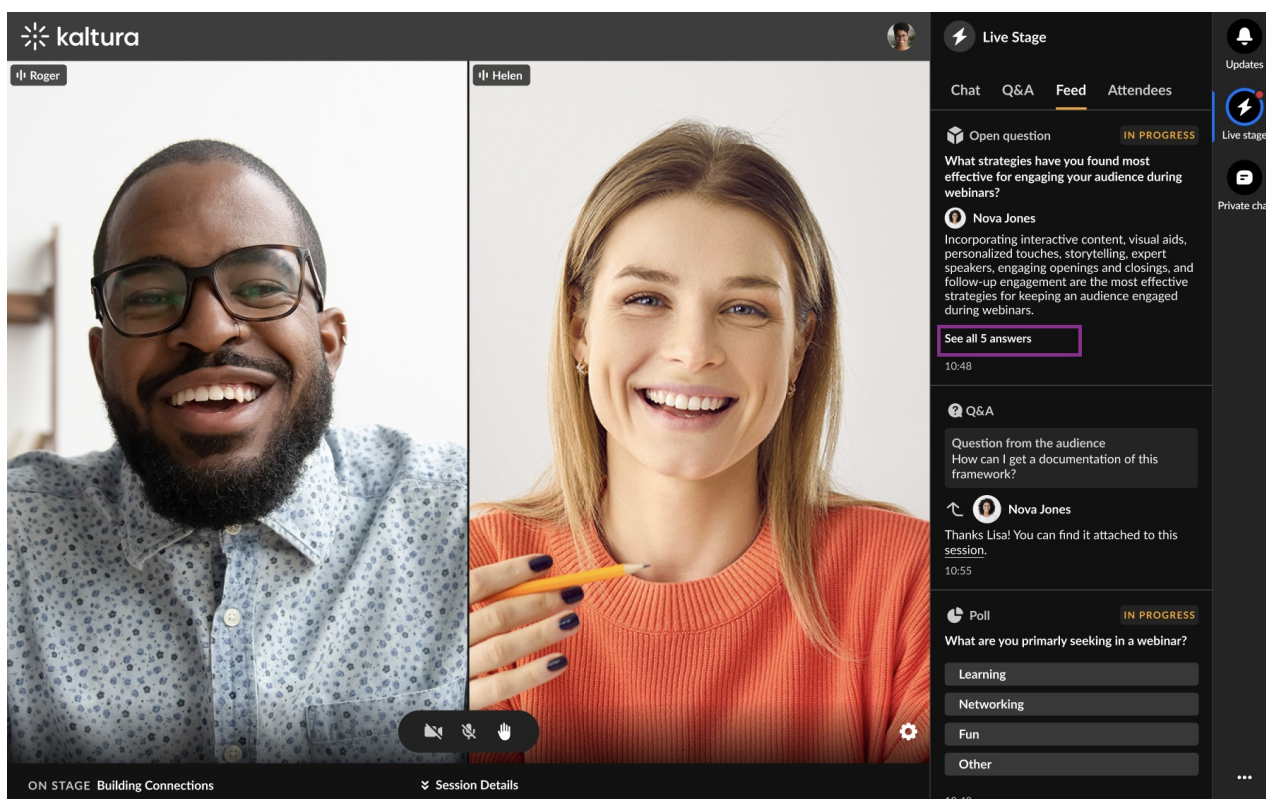 kaltura
Roger
Helen
Live Stage
Chat Q&A Feed Attendees
Open question IN PROGRESS
What strategies have you found most
effective for engaging your audience during
webinars?
Nova Jones
Incorporating interactive content, visual aids,
personalized touches, storytelling, expert
speakers, engaging openings and closings, and
follow-up engagement are the most effective
strategies for keeping an audience engaged
during webinars.
See all 5 answers
10:48
Q&A
Question from the audience
How can I get a documentation of this
framework?
Nova Jones
Thanks Lisa! You can find it attached to this
session.
10:55
Poll IN PROGRESS
What are you primarly seeking in a webinar?
Learning
Networking
Fun
Other
Updates
Live stage
Private cha
ON STAGE Building Connections
Session Details